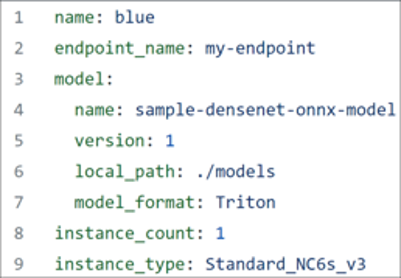 1 name: blue
2 endpoint_name: my-endpoint
3 model:
4   name: sample-densenet-onnx-model
5   version: 1
6   local_path: ./models
7   model_format: Triton
8 instance_count: 1
9 instance_type: Standard_NC6s_v3